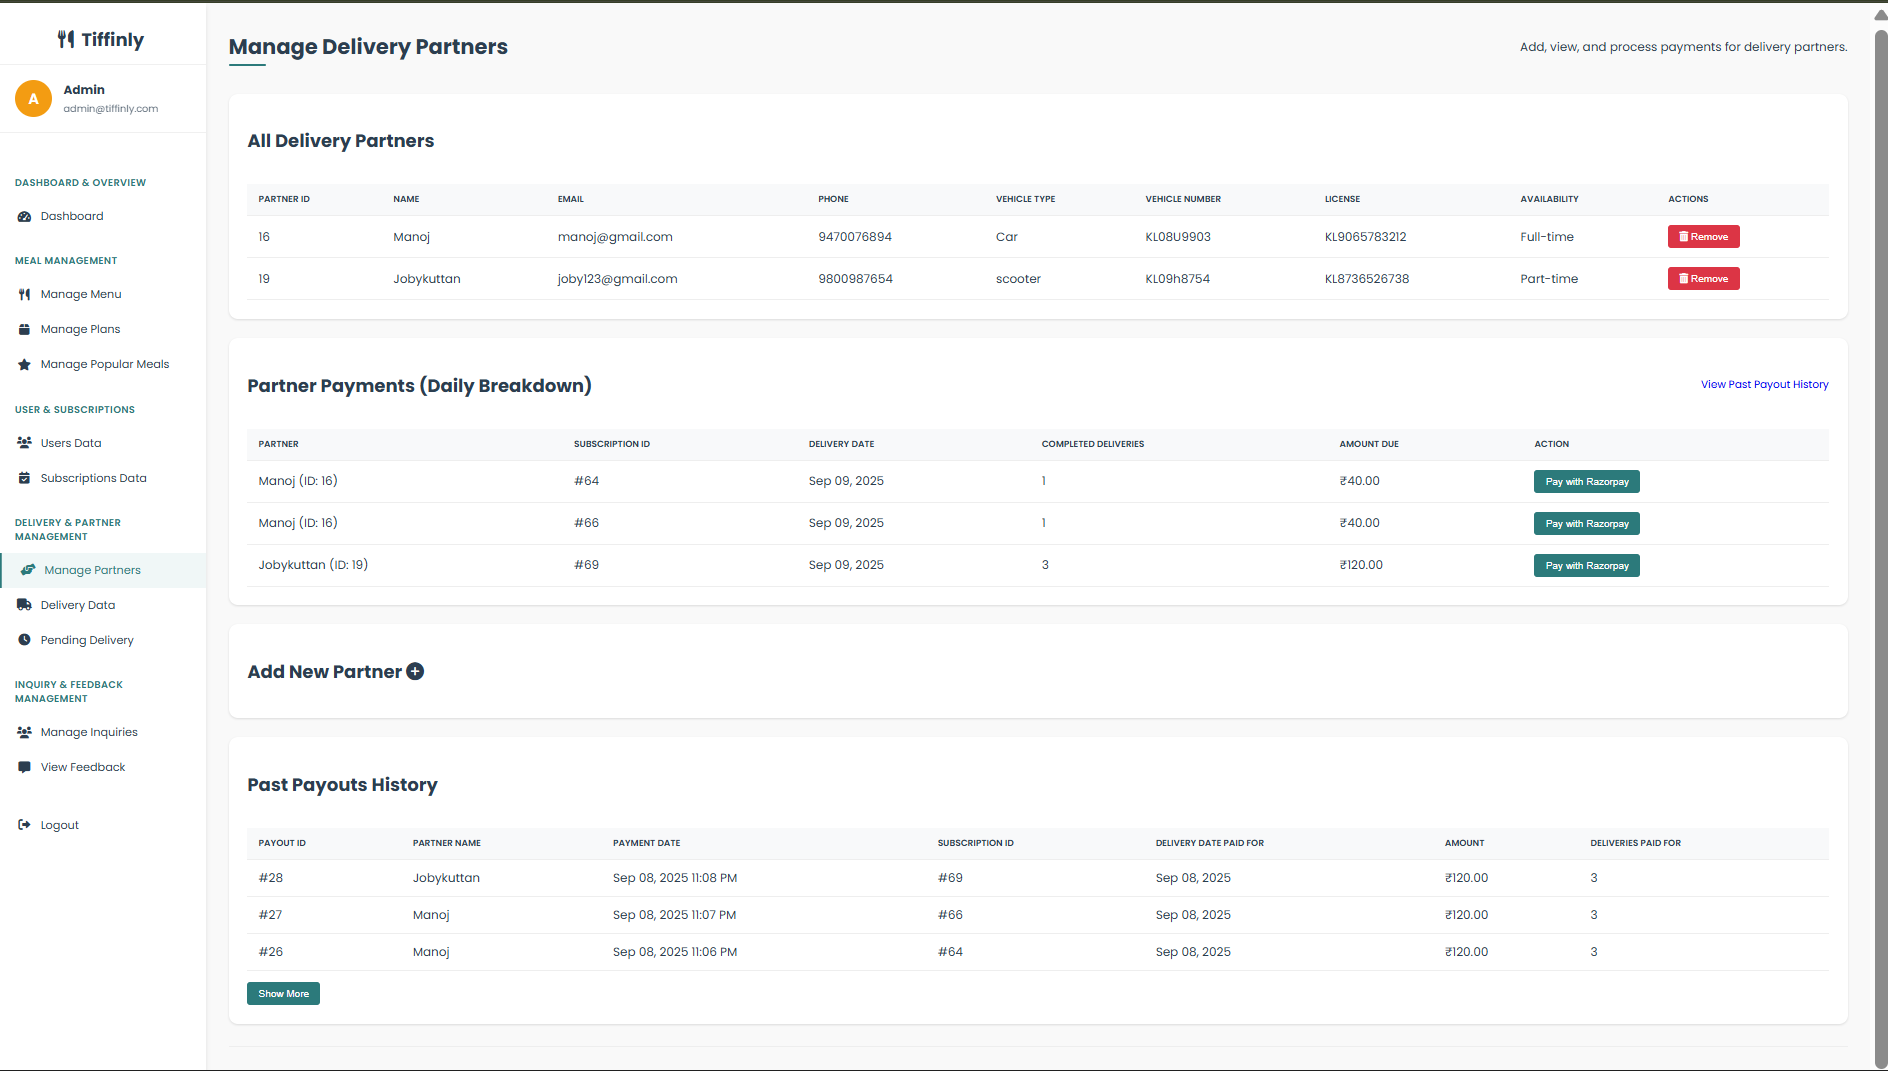 Tiffinly
A
Admin
admin@tiffinly.com
DASHBOARD & OVERVIEW
Dashboard
MEAL MANAGEMENT
Manage Menu
Manage Plans
Manage Popular Meals
USER & SUBSCRIPTIONS
Users Data
Subscriptions Data
DELIVERY & PARTNER
MANAGEMENT
Manage Partners
Delivery Data
Pending Delivery
INQUIRY & FEEDBACK
MANAGEMENT
Manage Inquiries
View Feedback
Logout
Manage Delivery Partners
Add, view, and process payments for delivery partners.
All Delivery Partners
PARTNER ID NAME EMAIL PHONE VEHICLE TYPE VEHICLE NUMBER LICENSE AVAILABILITY ACTIONS
16 Manoj manoj@gmail.com 9470076894 Car KL08U9903 KL9065783212 Full-time Remove
19 Jobykuttan joby123@gmail.com 9800987654 scooter KL09h8754 KL8736526738 Part-time Remove
Partner Payments (Daily Breakdown)
View Past Payout History
PARTNER SUBSCRIPTION ID DELIVERY DATE COMPLETED DELIVERIES AMOUNT DUE ACTION
Manoj (ID: 16) #64 Sep 09, 2025 1 ₹40.00 Pay with Razorpay
Manoj (ID: 16) #66 Sep 09, 2025 1 ₹40.00 Pay with Razorpay
Jobykuttan (ID: 19) #69 Sep 09, 2025 3 ₹120.00 Pay with Razorpay
Add New Partner
Past Payouts History
PAYOUT ID PARTNER NAME PAYMENT DATE SUBSCRIPTION ID DELIVERY DATE PAID FOR AMOUNT DELIVERIES PAID FOR
#28 Jobykuttan Sep 08, 2025 11:08 PM #69 Sep 08, 2025 ₹120.00 3
#27 Manoj Sep 08, 2025 11:07 PM #66 Sep 08, 2025 ₹120.00 3
#26 Manoj Sep 08, 2025 11:06 PM #64 Sep 08, 2025 ₹120.00 3
Show More